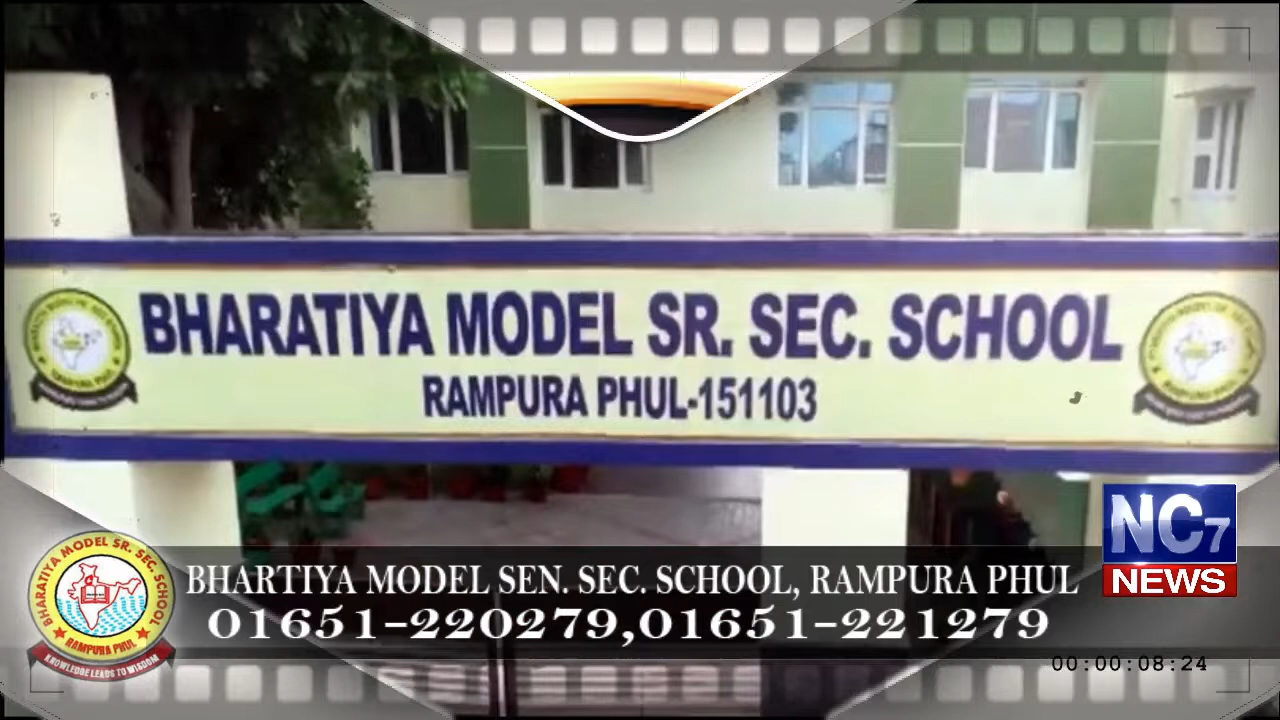 BHARATIYA MODEL SR. SEC. SCHOOL
RAMPURA PHUL-151103
NC7
NEWS
BHARATIYA MODEL SR. SEC. SCHOOL
RAMPURA PHUL
KNOWLEDGE LEADS TO WISDOM
BHARTIYA MODEL SEN. SEC. SCHOOL, RAMPURA PHUL
01651-220279,01651-221279
00:00:08:24